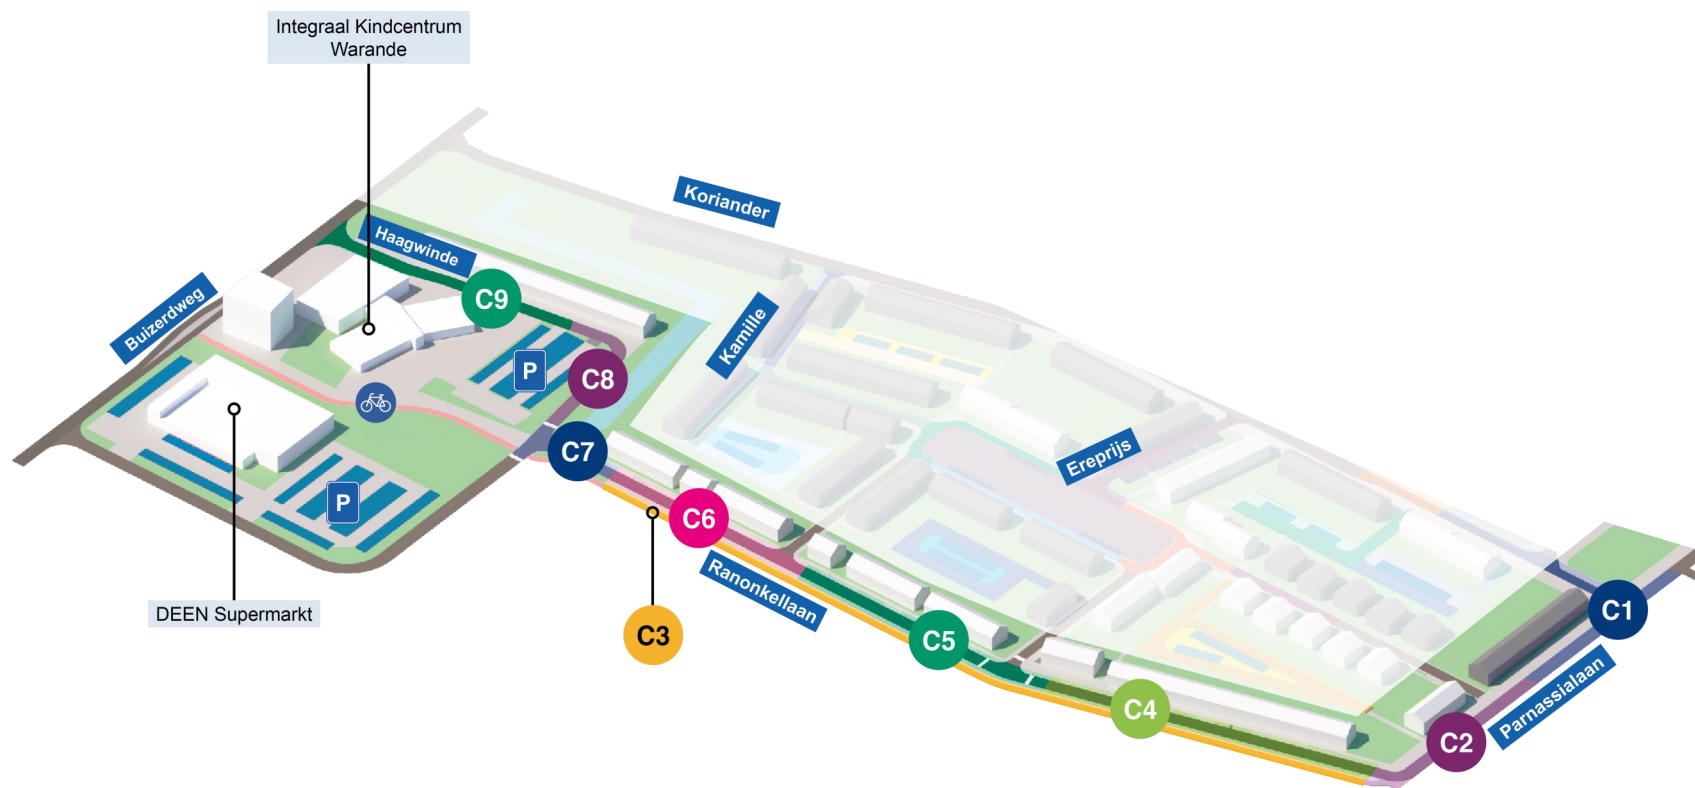 Integraal Kindcentrum
Warande
Koriander
Haagwinde
Buizerdweg
C9
Kamille
P
C8
Ereprijs
C7
P
C6
Ranonkellaan
DEEN Supermarkt
C3
C5
C1
C4
Parnassialaan
C2